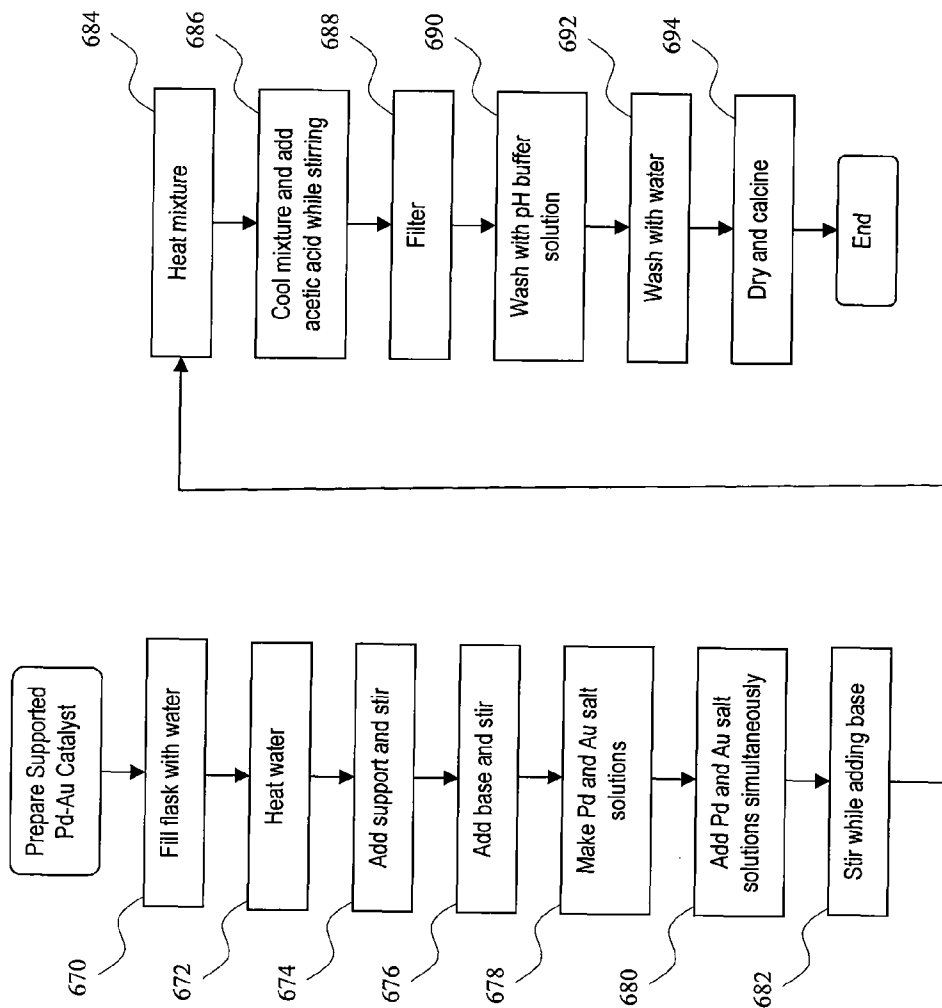 Prepare Supported
Pd-Au Catalyst
670
Fill flask with water
672
Heat water
674
Add support and stir
676
Add base and stir
678
Make Pd and Au salt
solutions
680
Add Pd and Au salt
solutions simultaneously
682
Stir while adding base
684
Heat mixture
686
Cool mixture and add
acetic acid while stirring
688
Filter
690
Wash with pH buffer
solution
692
Wash with water
694
Dry and calcine
End